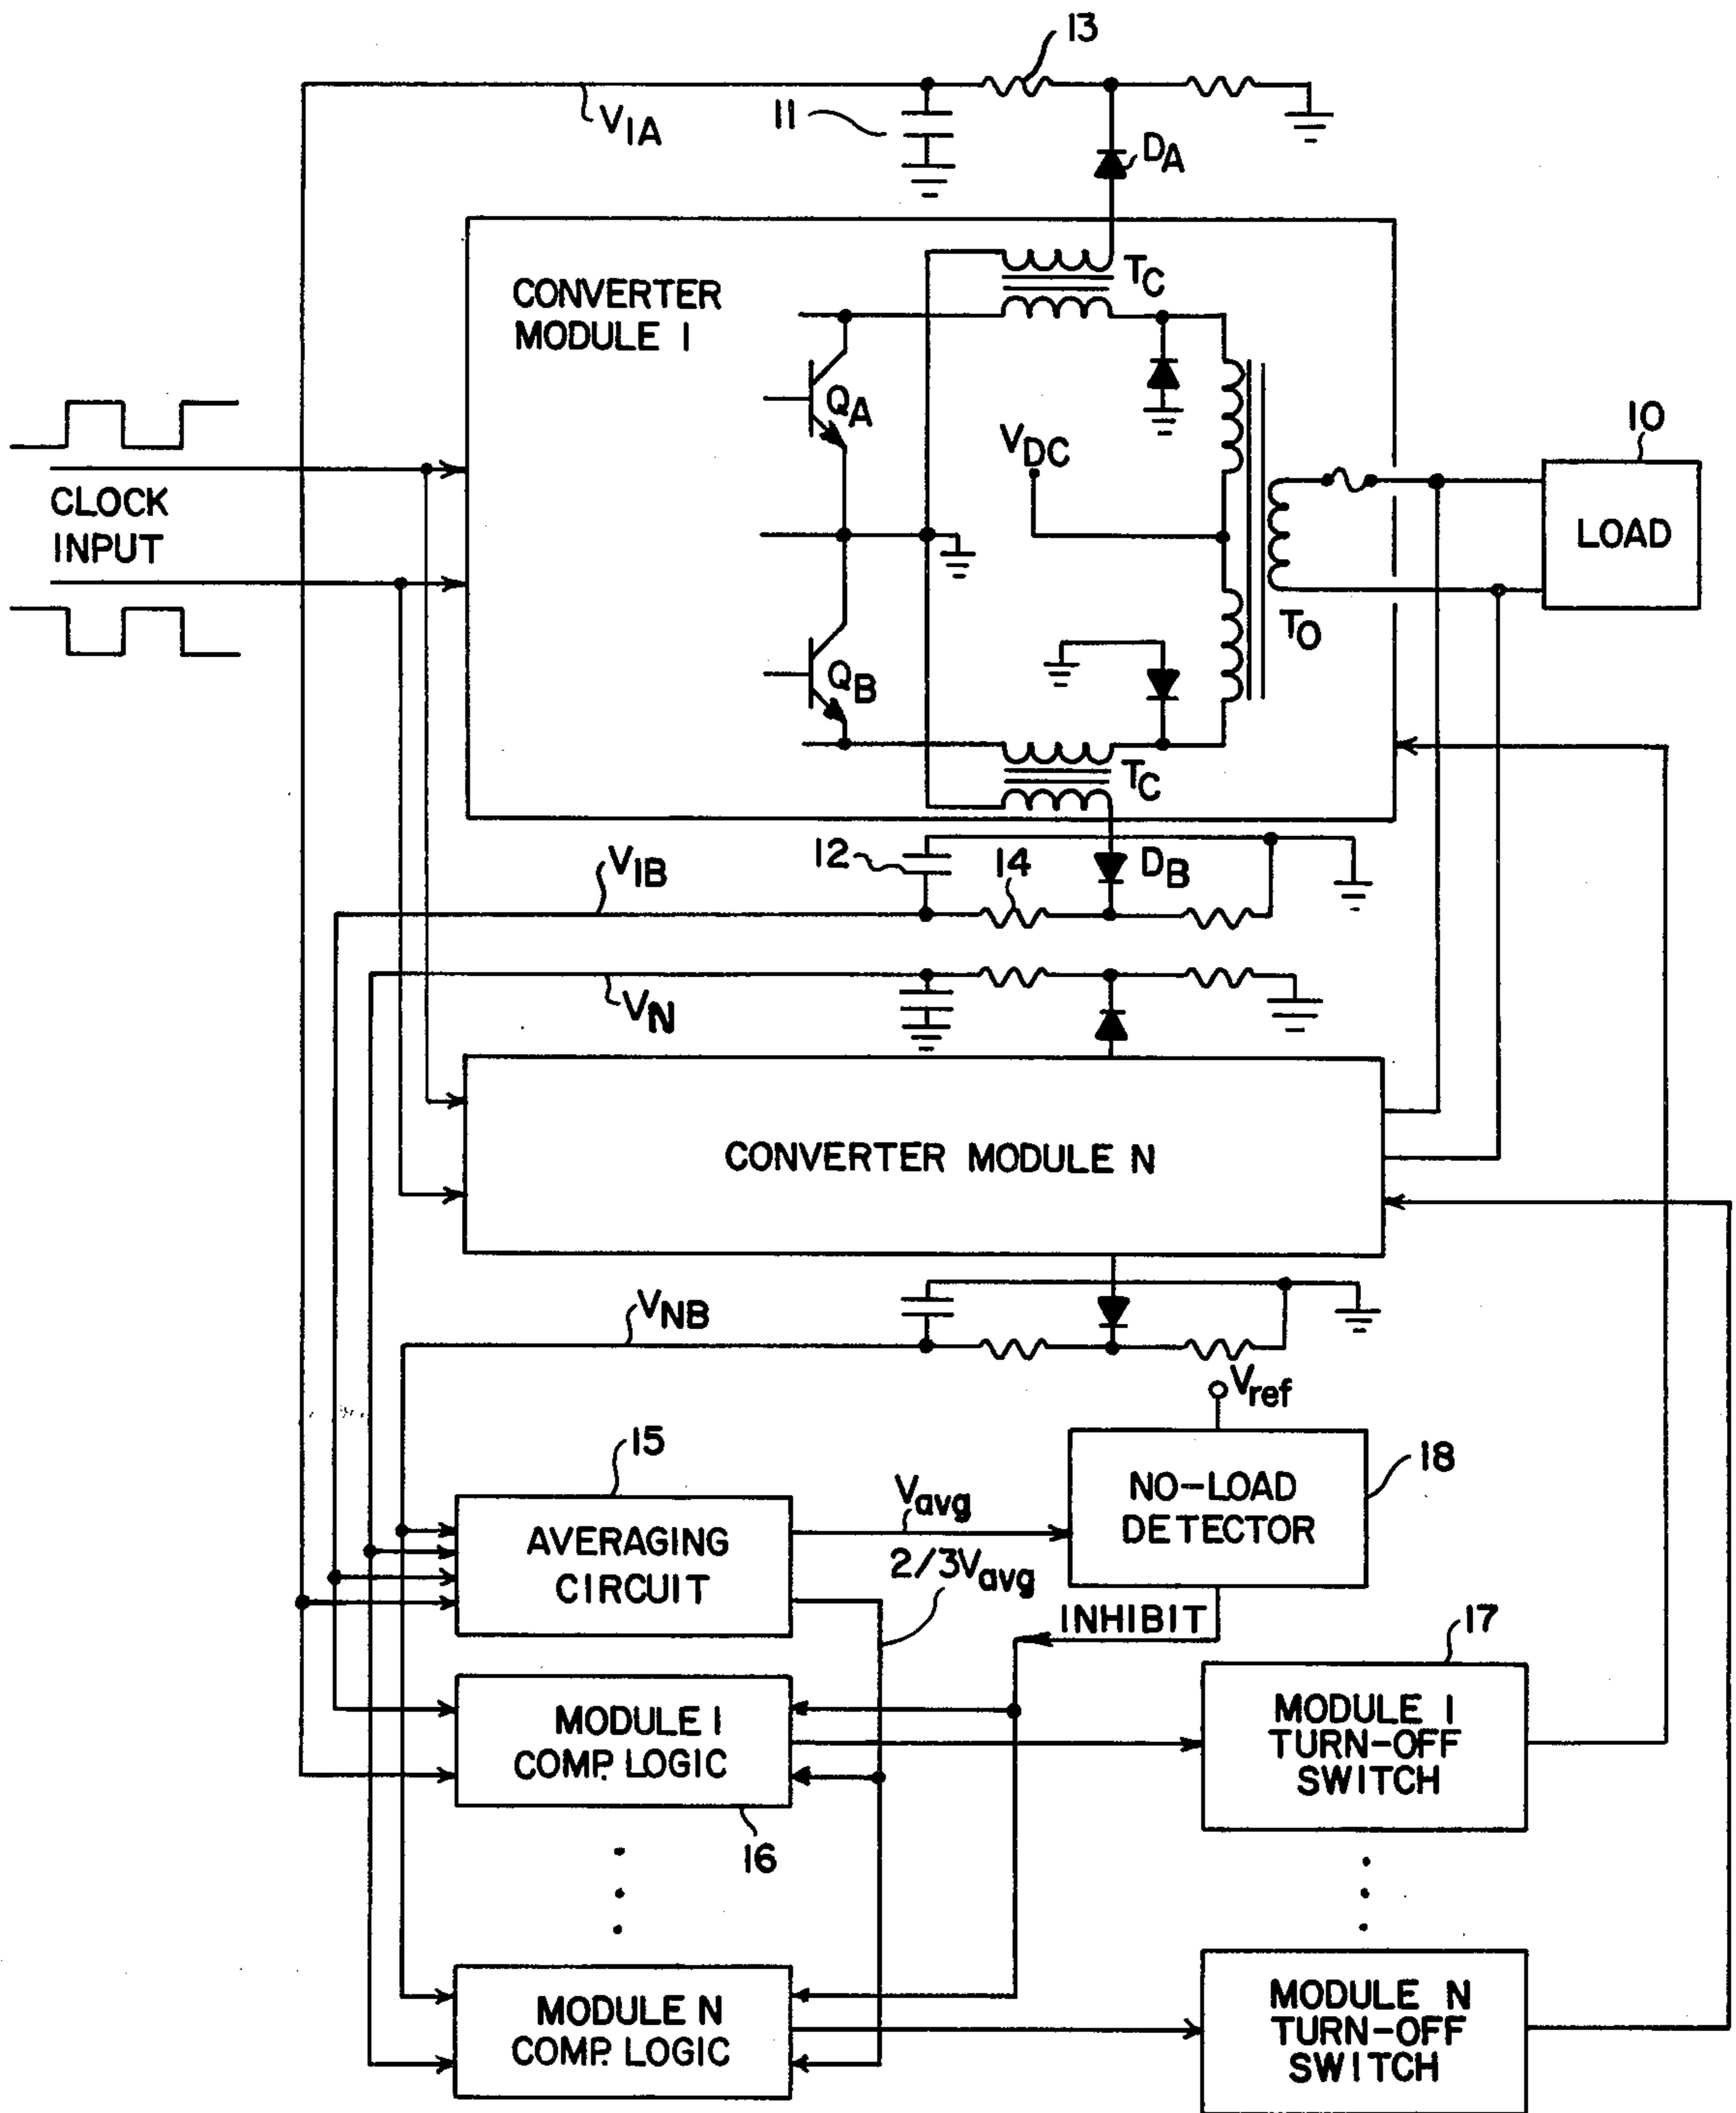 13
V1A
11
DA
CONVERTER
MODULE 1
TC
QA
VDC
10
CLOCK
INPUT
LOAD
TO
QB
TC
V1B
12
14
DB
VN
CONVERTER MODULE N
VNB
Vref
15
18
AVERAGING
CIRCUIT
Vavg
NO-LOAD
DETECTOR
2/3Vavg
INHIBIT
17
MODULE 1
COMP. LOGIC
MODULE 1
TURN-OFF
SWITCH
16
MODULE N
COMP. LOGIC
MODULE N
TURN-OFF
SWITCH